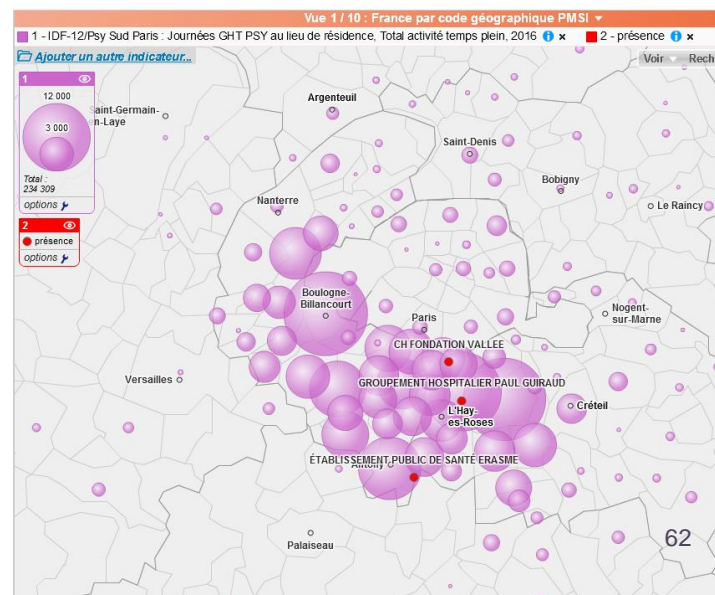 Vue 1 / 10 : France par code géographique PMSI
1 - IDF-12/Psy Sud Paris : Journées GHT PSY au lieu de résidence, Total activité temps plein, 2016 i × 2 - présence i ×
Ajouter un autre indicateur...
Voir Rech
1
12 000
3 000
Total :
234 309
options
2
présence
options
aint-Germain-
n-Laye
Argenteuil
Saint-Denis
Bobigny
Le Raincy
Nanterre
Boulogne-
Billancourt
Paris
Nogent-
sur-Marne
CH FONDATION VALLEE
Versailles
GROUPEMENT HOSPITALIER PAUL GUIRAUD
L'Hay-
es-Roses
Créteil
ÉTABLISSEMENT PUBLIC DE SANTÉ ERASME
Antony
Palaiseau
62